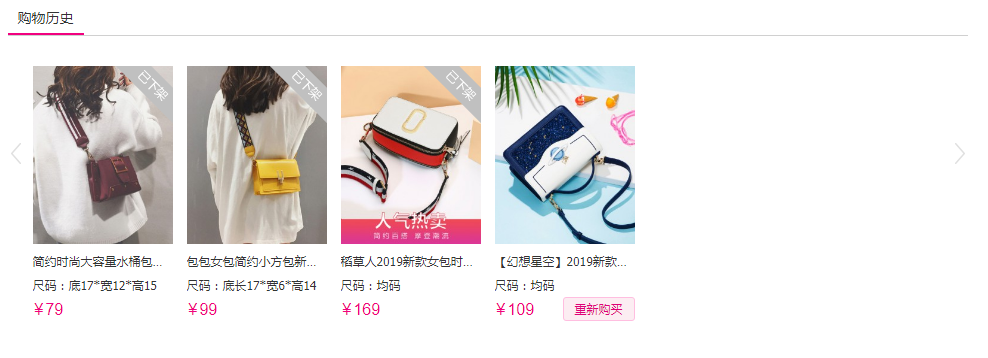 购物历史
已下架
已下架
已下架
人气热卖
简约百搭 摩登潮流
简约时尚大容量水桶包...
尺码：底17*宽12*高15
￥79
包包女包简约小方包新...
尺码：底长17*宽6*高14
￥99
稻草人2019新款女包时...
尺码：均码
￥169
【幻想星空】2019新款...
尺码：均码
￥109
重新购买